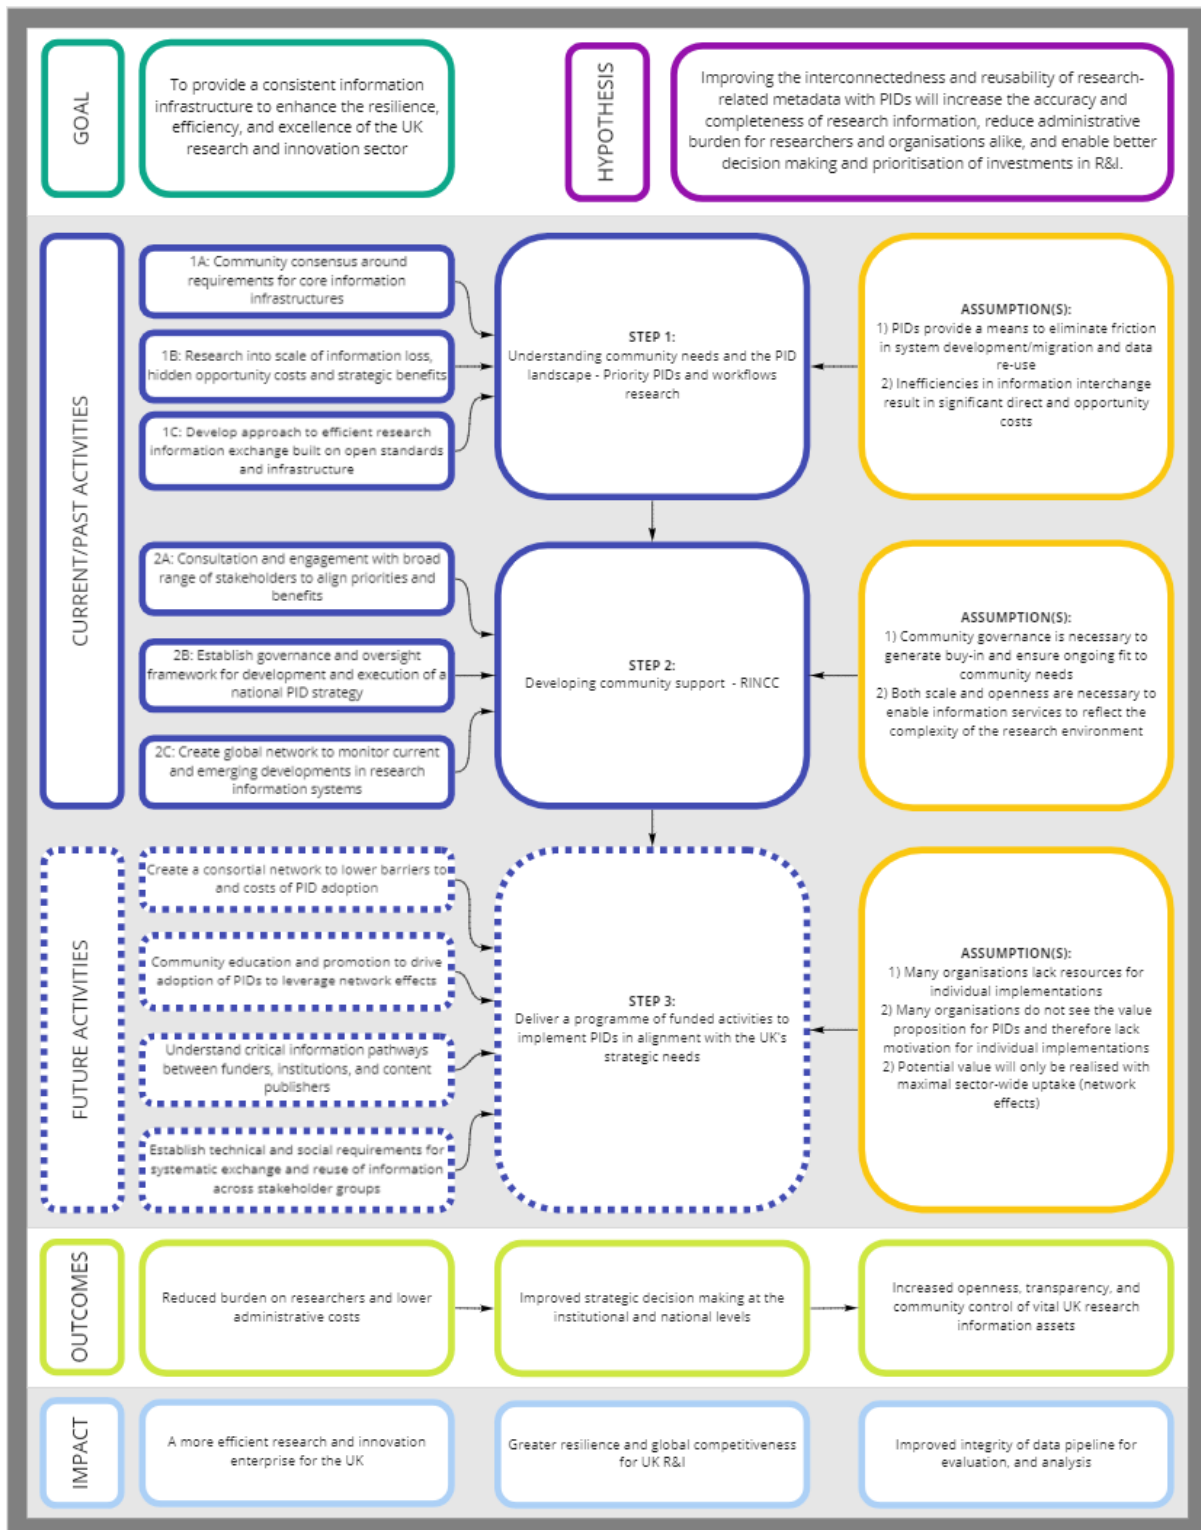 GOAL
To provide a consistent information
infrastructure to enhance the resilience,
efficiency, and excellence of the UK
research and innovation sector
HYPOTHESIS
Improving the interconnectedness and reusability of research-
related metadata with PIDs will increase the accuracy and
completeness of research information, reduce administrative
burden for researchers and organisations alike, and enable better
decision making and prioritisation of investments in R&I.
CURRENT/PAST ACTIVITIES
1A: Community consensus around
requirements for core information
infrastructures
1B: Research into scale of information loss,
hidden opportunity costs and strategic benefits
1C: Develop approach to efficient research
information exchange built on open standards
and infrastructure
STEP 1:
Understanding community needs and the PID
landscape - Priority PIDs and workflows
research
ASSUMPTION(S):
1) PIDs provide a means to eliminate friction
in system development/migration and data
re-use
2) Inefficiencies in information interchange
result in significant direct and opportunity
costs
2A: Consultation and engagement with broad
range of stakeholders to align priorities and
benefits
2B: Establish governance and oversight
framework for development and execution of a
national PID strategy
2C: Create global network to monitor current
and emerging developments in research
information systems
STEP 2:
Developing community support - RINCC
ASSUMPTION(S):
1) Community governance is necessary to
generate buy-in and ensure ongoing fit to
community needs
2) Both scale and openness are necessary to
enable information services to reflect the
complexity of the research environment
FUTURE ACTIVITIES
Create a consortial network to lower barriers to
and costs of PID adoption
Community education and promotion to drive
adoption of PIDs to leverage network effects
Understand critical information pathways
between funders, institutions, and content
publishers
Establish technical and social requirements for
systematic exchange and reuse of information
across stakeholder groups
STEP 3:
Deliver a programme of funded activities to
implement PIDs in alignment with the UK's
strategic needs
ASSUMPTION(S):
1) Many organisations lack resources for
individual implementations
2) Many organisations do not see the value
proposition for PIDs and therefore lack
motivation for individual implementations
2) Potential value will only be realised with
maximal sector-wide uptake (network
effects)
OUTCOMES
Reduced burden on researchers and lower
administrative costs
Improved strategic decision making at the
institutional and national levels
Increased openness, transparency, and
community control of vital UK research
information assets
IMPACT
A more efficient research and innovation
enterprise for the UK
Greater resilience and global competitiveness
for UK R&I
Improved integrity of data pipeline for
evaluation, and analysis